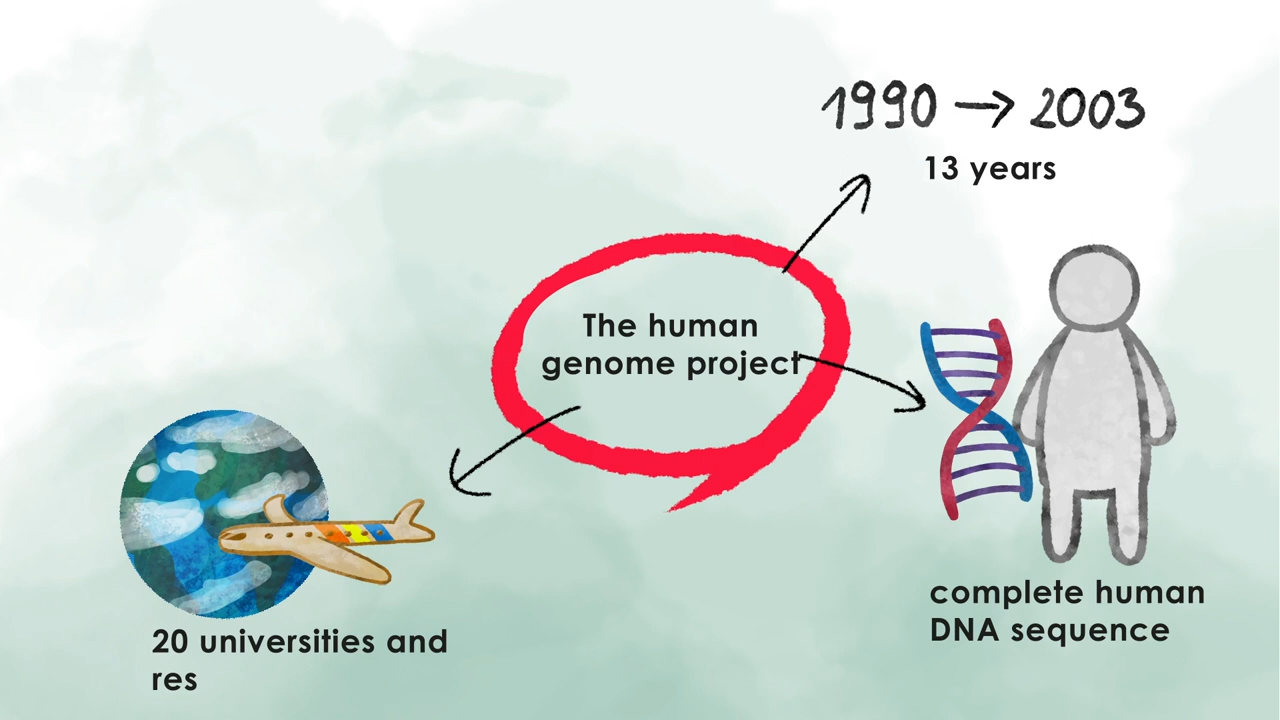 1990 → 2003
13 years
The human
genome project
complete human
DNA sequence
20 universities and
res